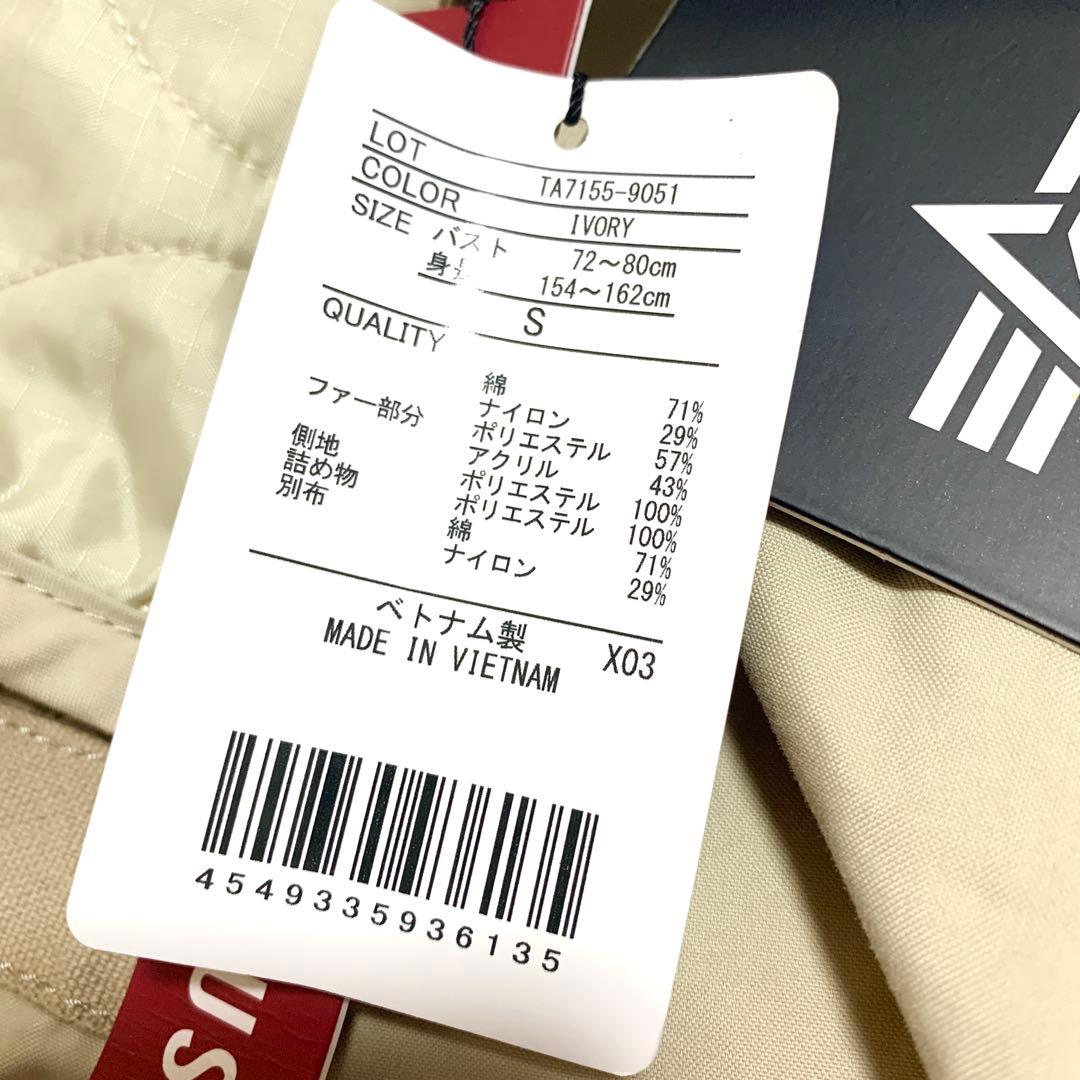 LOT TA7155-9051
COLOR IVORY
SIZE バスト 72~80cm
154~162cm
S
QUALITY
綿 71%
ナイロン 29%
ファー部分 ポリエステル 57%
アクリル 43%
側地 ポリエステル 100%
詰め物 ポリエステル 100%
別布 綿 71%
ナイロン 29%
ベトナム製
MADE IN VIETNAM X03
4549335936135
US